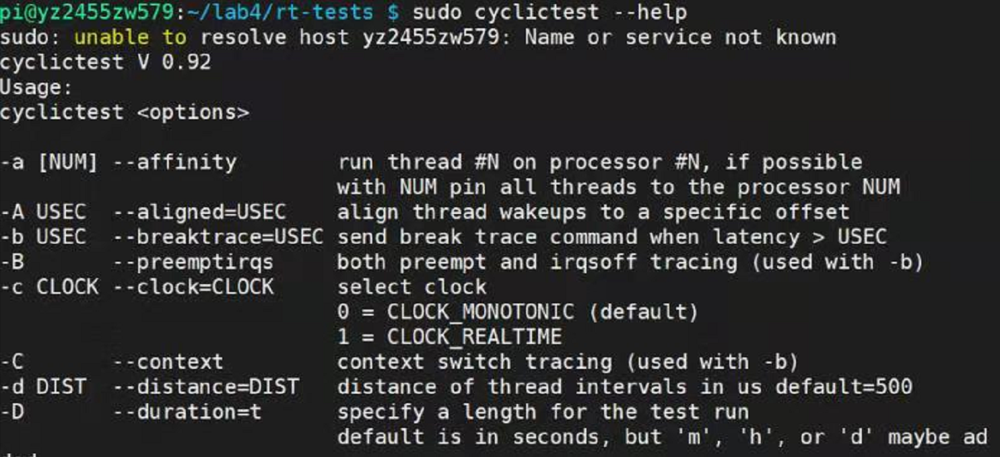 pi@yz2455zw579:~/lab4/rt-tests $ sudo cyclictest --help
sudo: unable to resolve host yz2455zw579: Name or service not known
cyclictest V 0.92
Usage:
cyclictest <options>
-a [NUM] --affinity run thread #N on processor #N, if possible
with NUM pin all threads to the processor NUM
-A USEC --aligned=USEC align thread wakeups to a specific offset
-b USEC --breaktrace=USEC send break trace command when latency > USEC
-B --preemptirqs both preempt and irqsoff tracing (used with -b)
-c CLOCK --clock=CLOCK select clock
0 = CLOCK_MONOTONIC (default)
1 = CLOCK_REALTIME
-C --context context switch tracing (used with -b)
-d DIST --distance=DIST distance of thread intervals in us default=500
-D --duration=t specify a length for the test run
default is in seconds, but 'm', 'h', or 'd' maybe ad